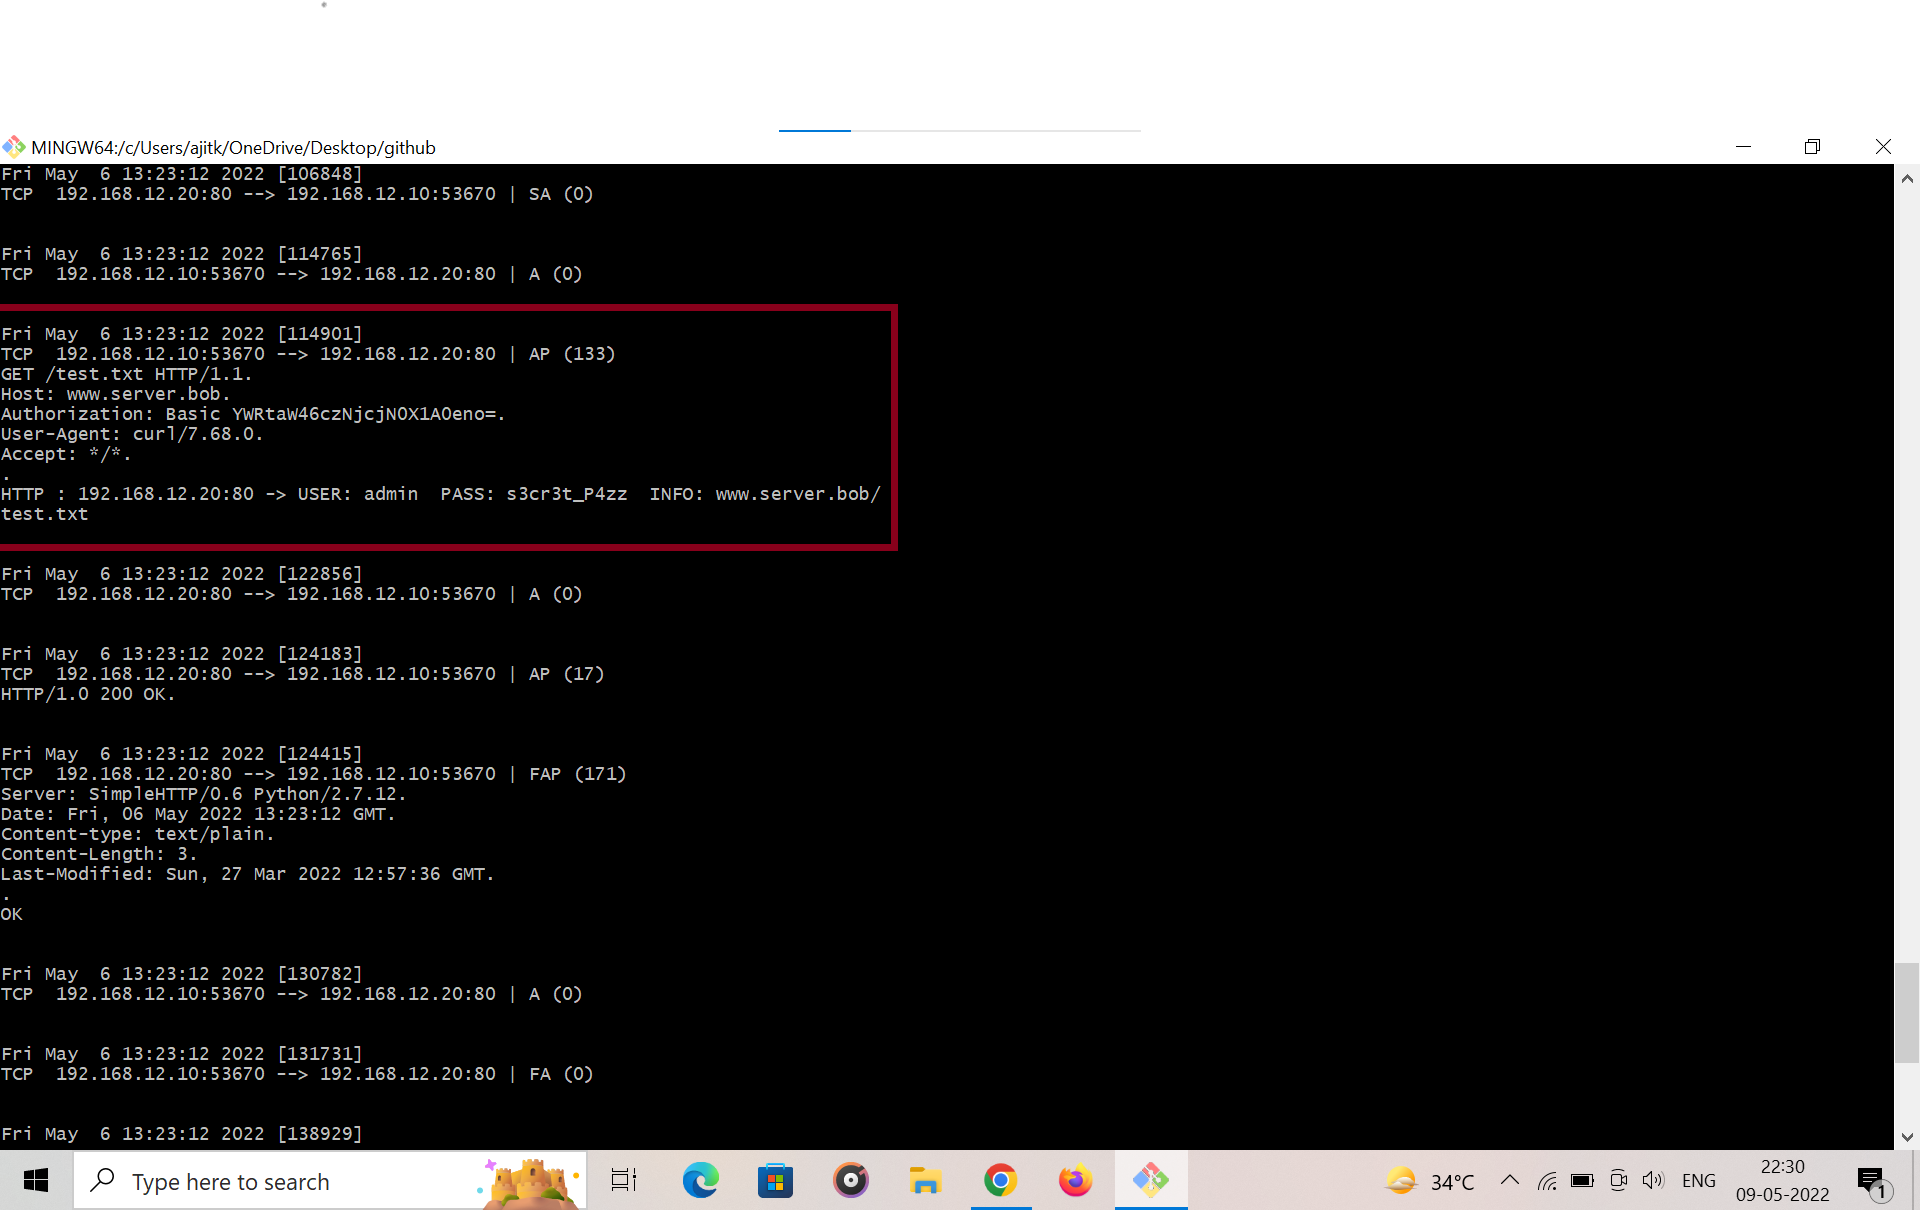 MINGW64:/c/Users/ajitk/OneDrive/Desktop/github
Fri May  6 13:23:12 2022 [106848]
TCP  192.168.12.20:80 --> 192.168.12.10:53670 | SA (0)
Fri May  6 13:23:12 2022 [114765]
TCP  192.168.12.10:53670 --> 192.168.12.20:80 | A (0)
Fri May  6 13:23:12 2022 [114901]
TCP  192.168.12.10:53670 --> 192.168.12.20:80 | AP (133)
GET /test.txt HTTP/1.1.
Host: www.server.bob.
Authorization: Basic YWRtaW46czNjcjN0X1A0eno=.
User-Agent: curl/7.68.0.
Accept: */*.
.
HTTP : 192.168.12.20:80 -> USER: admin  PASS: s3cr3t_P4zz  INFO: www.server.bob/
test.txt
Fri May  6 13:23:12 2022 [122856]
TCP  192.168.12.20:80 --> 192.168.12.10:53670 | A (0)
Fri May  6 13:23:12 2022 [124183]
TCP  192.168.12.20:80 --> 192.168.12.10:53670 | AP (17)
HTTP/1.0 200 OK.
Fri May  6 13:23:12 2022 [124415]
TCP  192.168.12.20:80 --> 192.168.12.10:53670 | FAP (171)
Server: SimpleHTTP/0.6 Python/2.7.12.
Date: Fri, 06 May 2022 13:23:12 GMT.
Content-type: text/plain.
Content-Length: 3.
Last-Modified: Sun, 27 Mar 2022 12:57:36 GMT.
.
OK
Fri May  6 13:23:12 2022 [130782]
TCP  192.168.12.10:53670 --> 192.168.12.20:80 | A (0)
Fri May  6 13:23:12 2022 [131731]
TCP  192.168.12.10:53670 --> 192.168.12.20:80 | FA (0)
Fri May  6 13:23:12 2022 [138929]
Type here to search
34°C
ENG
22:30
09-05-2022
1